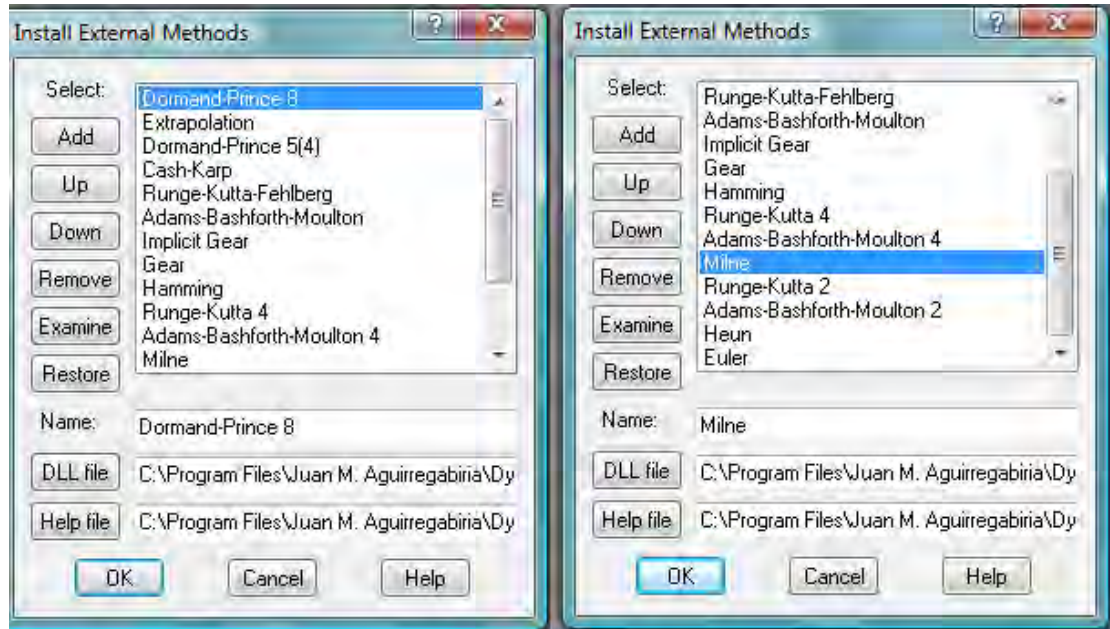 Install External Methods
Select:
Dormand-Prince 8
Extrapolation
Dormand-Prince 5(4)
Cash-Karp
Runge-Kutta-Fehlberg
Adams-Bashforth-Moulton
Implicit Gear
Gear
Hamming
Runge-Kutta 4
Adams-Bashforth-Moulton 4
Milne
Add
Up
Down
Remove
Examine
Restore
Name:
Dormand-Prince 8
DLL file
C:\Program Files\Juan M. Aguirregabiria\Dy
Help file
C:\Program Files\Juan M. Aguirregabiria\Dy
OK
Cancel
Help
Install External Methods
Select:
Runge-Kutta-Fehlberg
Adams-Bashforth-Moulton
Implicit Gear
Gear
Hamming
Runge-Kutta 4
Adams-Bashforth-Moulton 4
Milne
Runge-Kutta 2
Adams-Bashforth-Moulton 2
Heun
Euler
Add
Up
Down
Remove
Examine
Restore
Name:
Milne
DLL file
C:\Program Files\Juan M. Aguirregabiria\Dy
Help file
C:\Program Files\Juan M. Aguirregabiria\Dy
OK
Cancel
Help